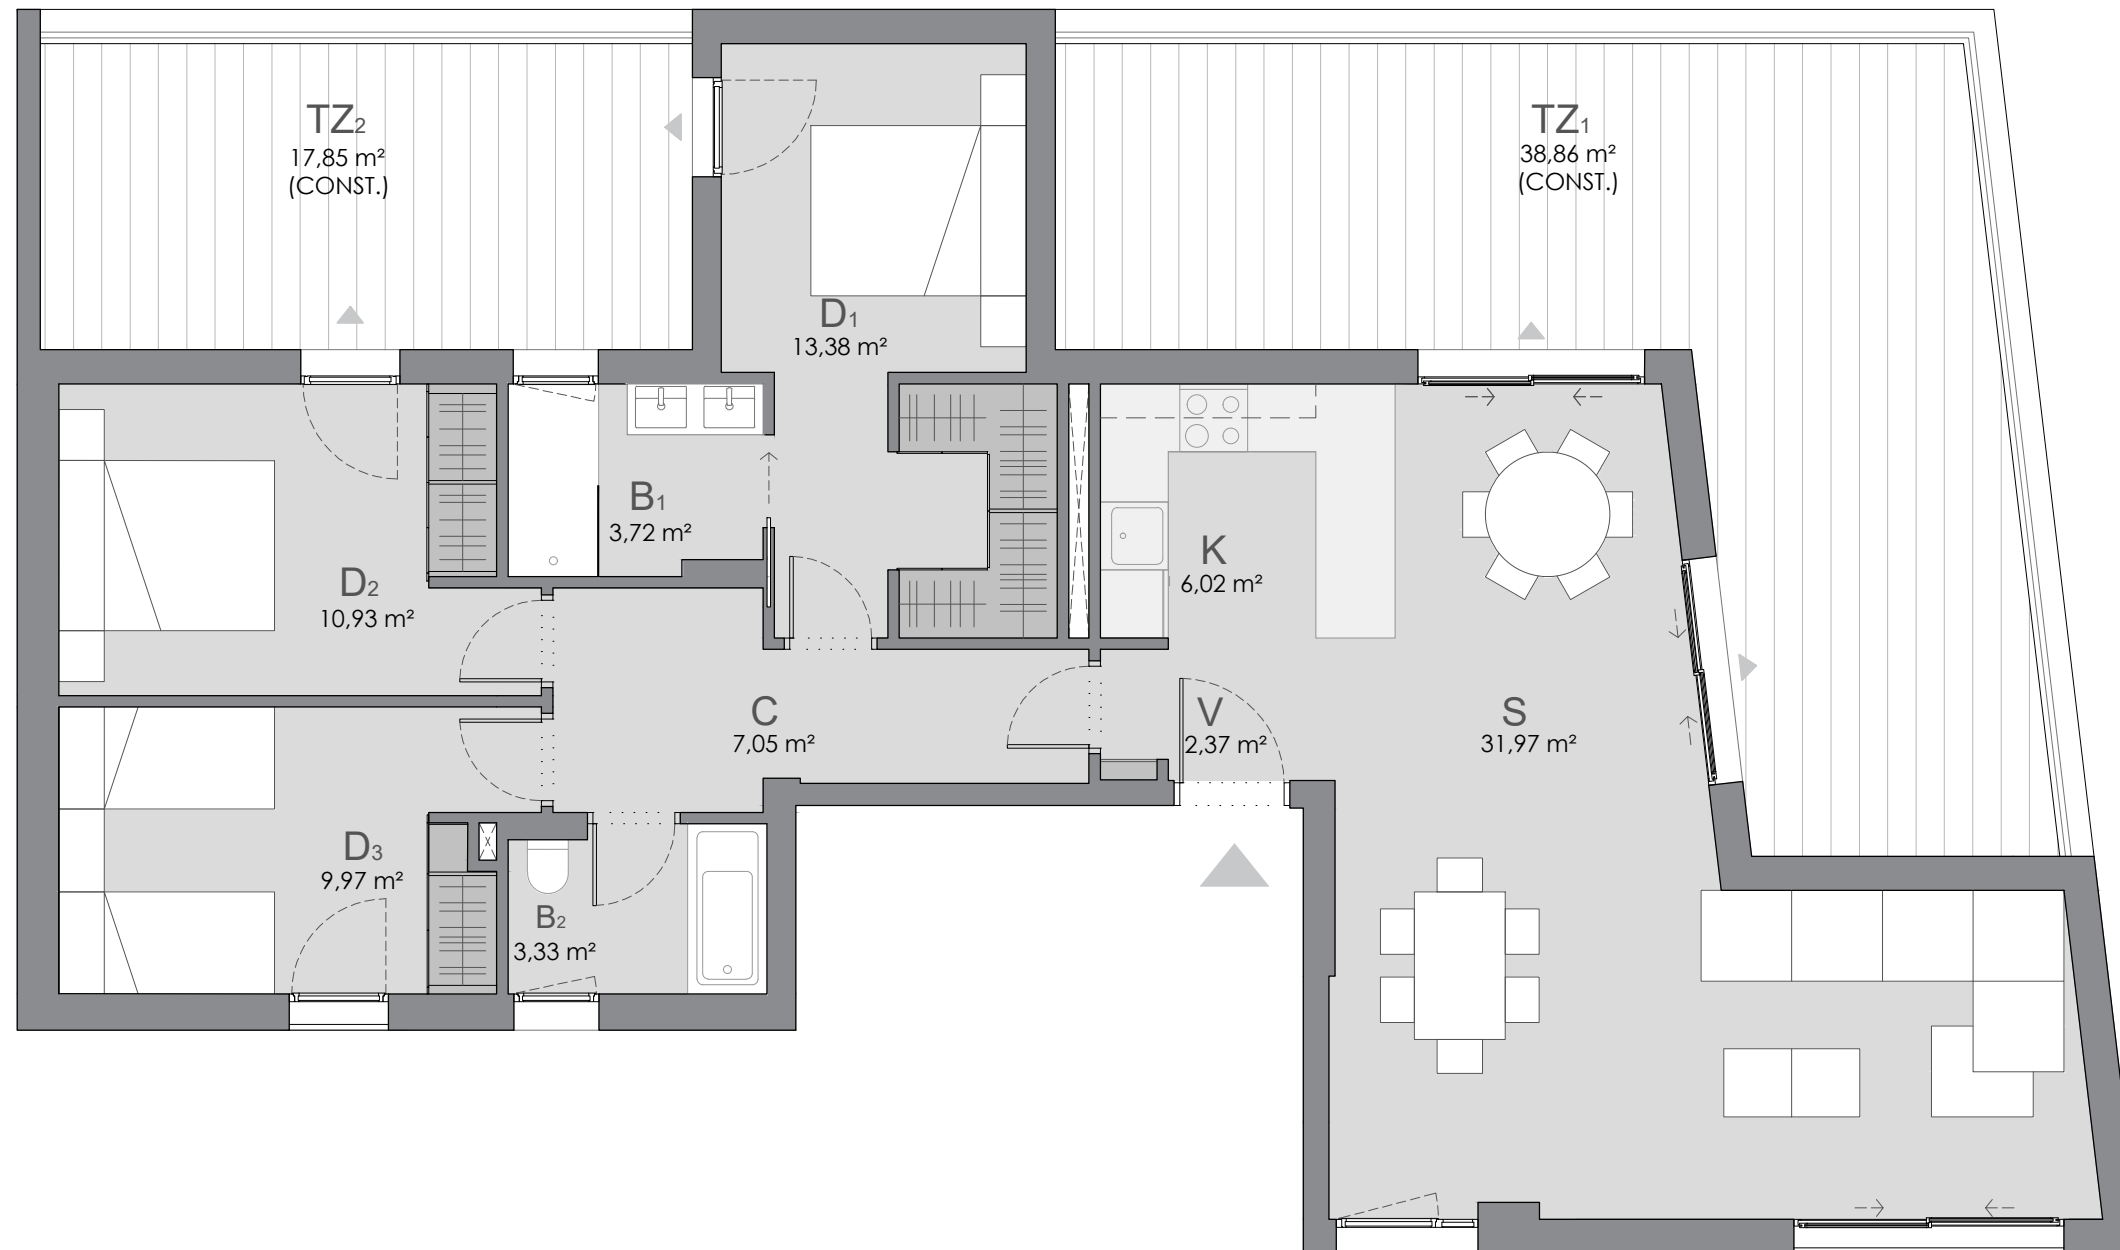 TZ2
17,85 m²
(CONST.)
TZ1
38,86 m²
(CONST.)
D1
13,38 m²
B1
3,72 m²
K
6,02 m²
D2
10,93 m²
C
7,05 m²
V
2,37 m²
S
31,97 m²
D3
9,97 m²
B2
3,33 m²